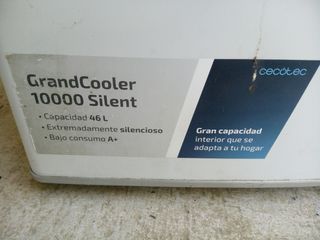 GrandCooler
10000 Silent
• Capacidad 46 L
• Extremadamente silencioso
• Bajo consumo A+
cecotec
Gran capacidad
interior que se
adapta a tu hogar